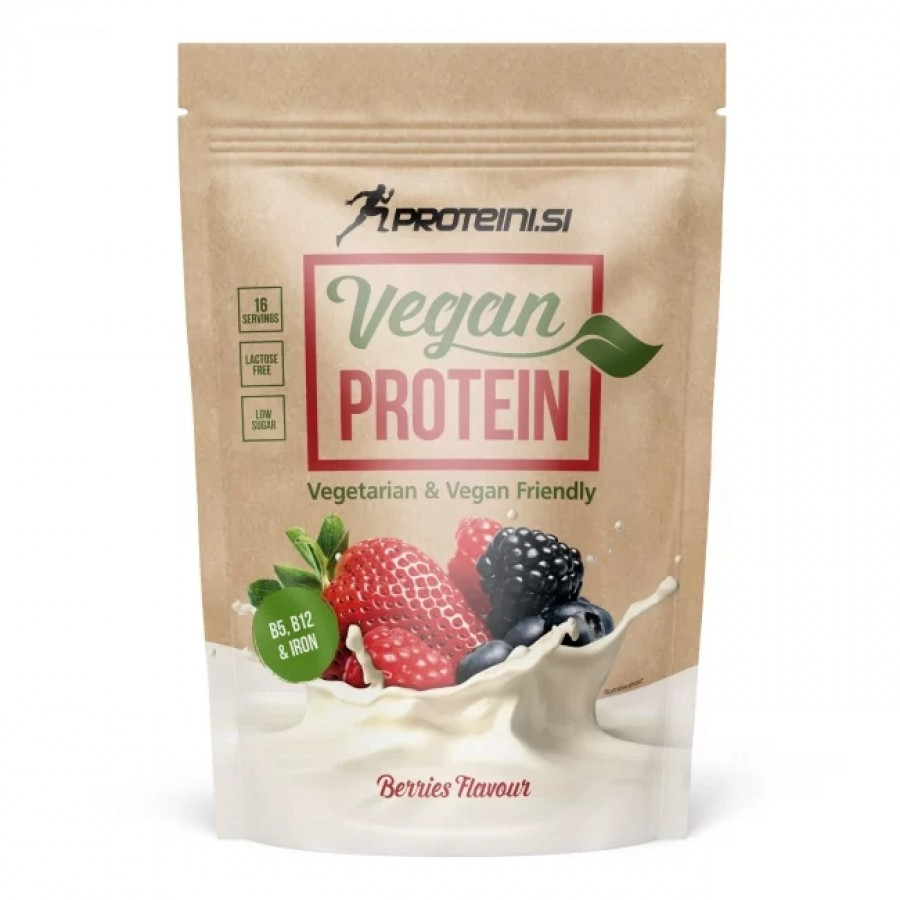 PROTEINI.SI
Vegan
PROTEIN
16
SERVINGS
LACTOSE
FREE
LOW
SUGAR
Vegetarian & Vegan Friendly
B5, B12
& IRON
Berries Flavour